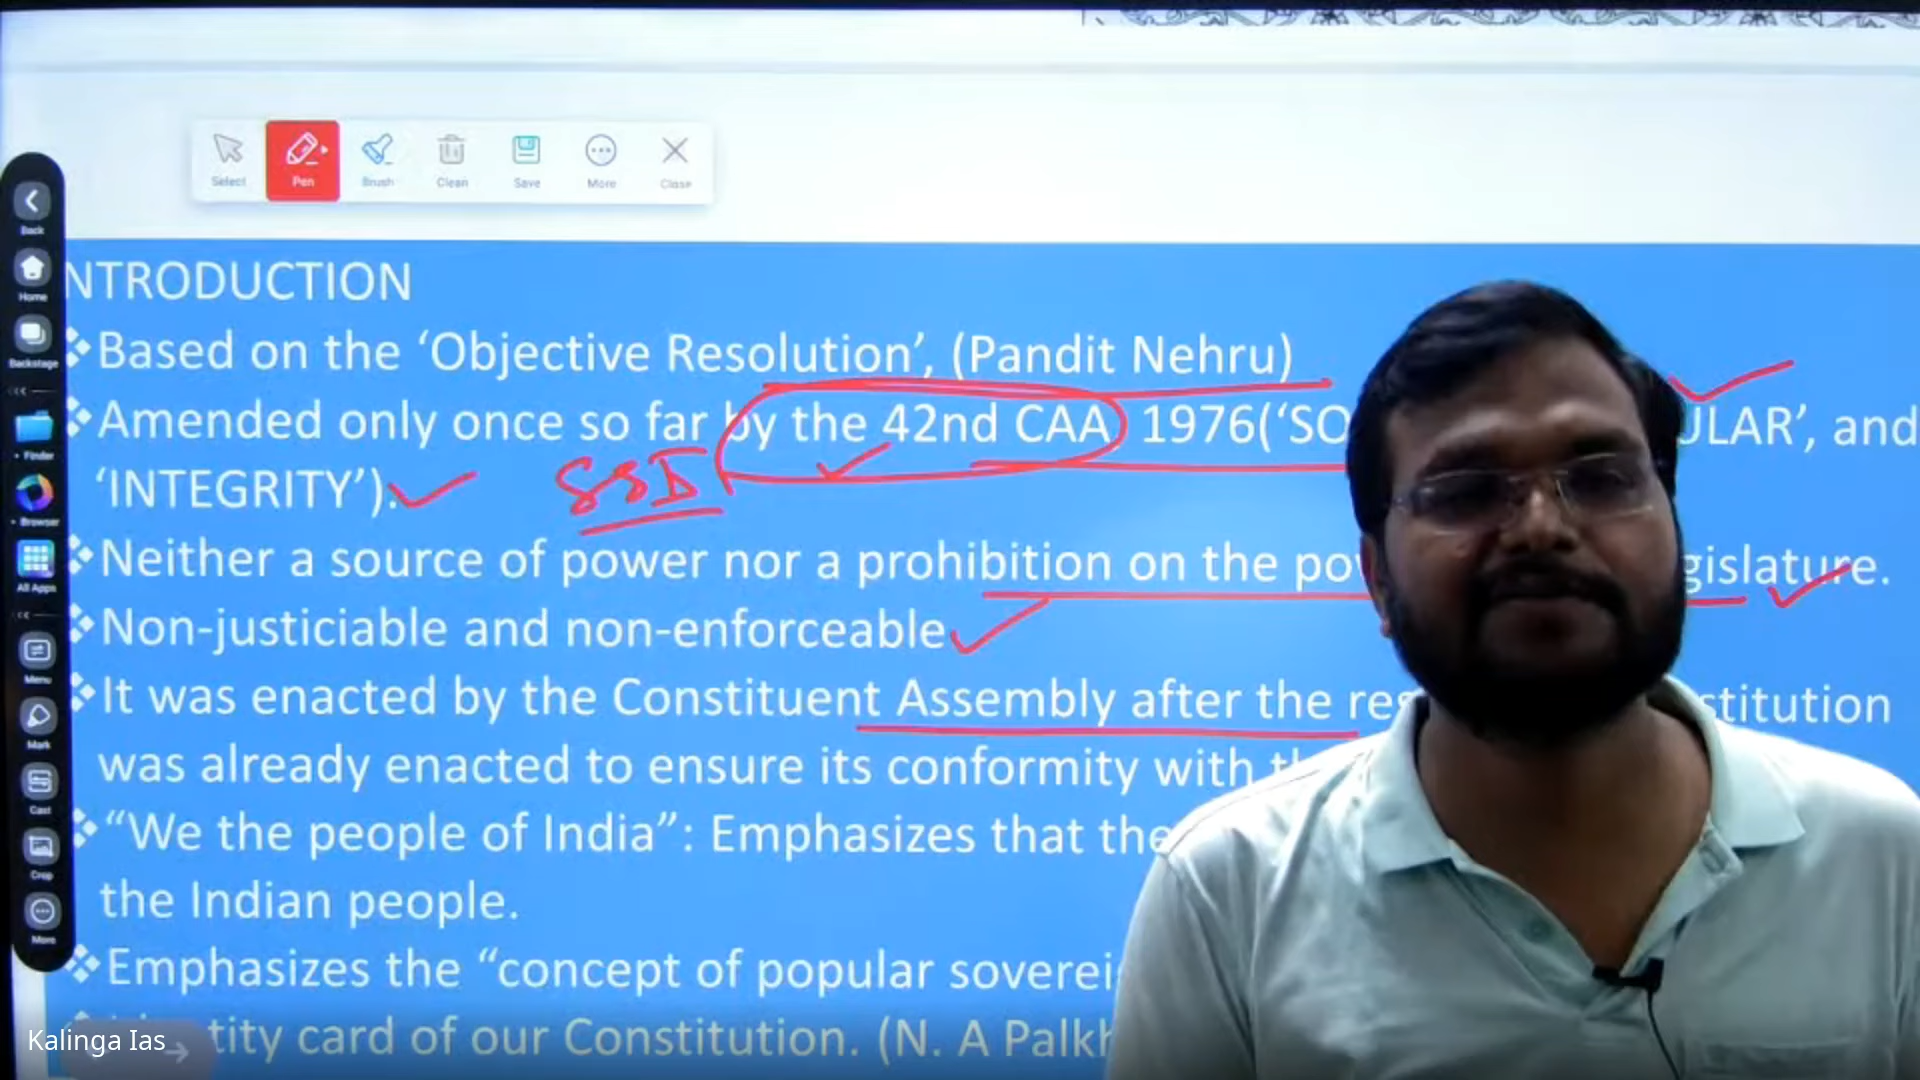 Select Pen Brush Clean Save More Close
Back
Home
Backstage
Finder
Browser
All Apps
Menu
Mark
Cast
Crop
More
NTRODUCTION
Based on the ‘Objective Resolution’, (Pandit Nehru)
Amended only once so far by the 42nd CAA 1976(‘SO ULAR’, and
‘INTEGRITY’).
SSI
Neither a source of power nor a prohibition on the pow gislature.
Non-justiciable and non-enforceable
It was enacted by the Constituent Assembly after the res stitution
was already enacted to ensure its conformity with th
“We the people of India”: Emphasizes that the
the Indian people.
Emphasizes the “concept of popular soverei
tity card of our Constitution. (N. A Palkh
Kalinga Ias